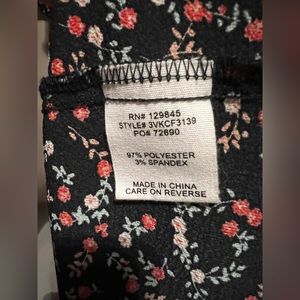 RN# 129845
STYLE# 3VKCF3139
PO# 72690
97% POLYESTER
3% SPANDEX
MADE IN CHINA
CARE ON REVERSE